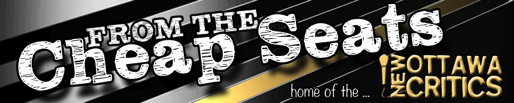 FROM THE
Cheap Seats
home of the ...
NEW OTTAWA
CRITICS